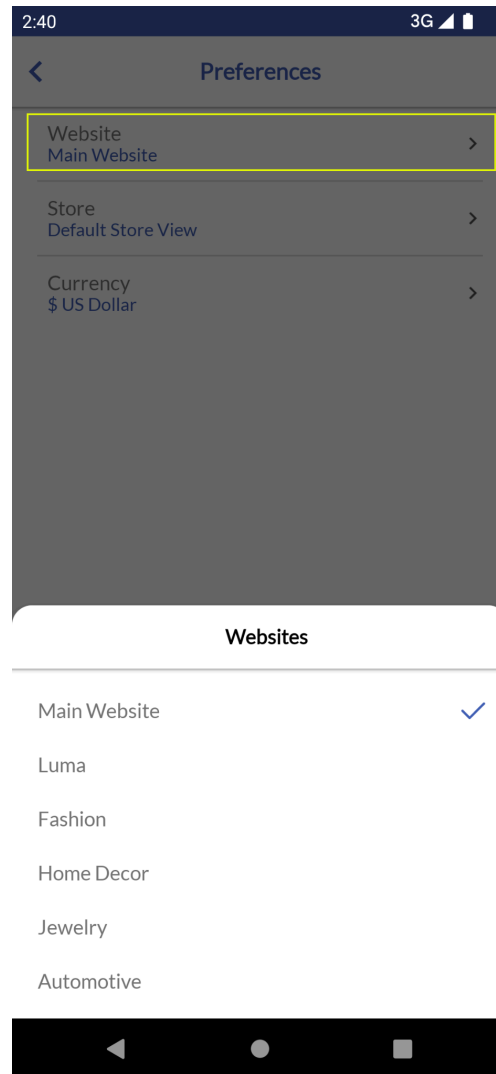 2:40
3G
Preferences
Website
Main Website
Store
Default Store View
Currency
$ US Dollar
Websites
Main Website
Luma
Fashion
Home Decor
Jewelry
Automotive